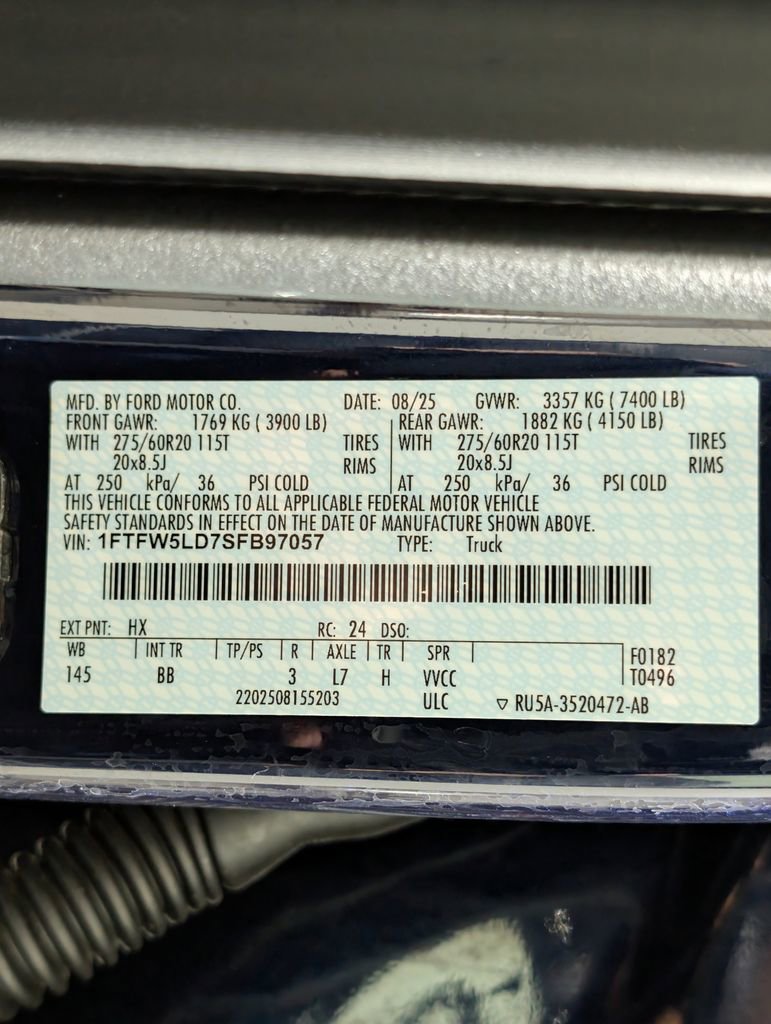 MFD. BY FORD MOTOR CO. DATE: 08/25 GVWR: 3357 KG ( 7400 LB)
FRONT GAWR: 1769 KG ( 3900 LB) REAR GAWR: 1882 KG ( 4150 LB)
WITH 275/60R20 115T TIRES WITH 275/60R20 115T TIRES
20x8.5J RIMS 20x8.5J RIMS
AT 250 kPa/ 36 PSI COLD AT 250 kPa/ 36 PSI COLD
THIS VEHICLE CONFORMS TO ALL APPLICABLE FEDERAL MOTOR VEHICLE
SAFETY STANDARDS IN EFFECT ON THE DATE OF MANUFACTURE SHOWN ABOVE.
VIN: 1FTFW5LD7SFB97057 TYPE: Truck
EXT PNT: HX RC: 24 DSO:
WB INT TR TP/PS R AXLE TR SPR F0182
145 BB 3 L7 H VVCC T0496
2202508155203 ULC ▽ RU5A-3520472-AB